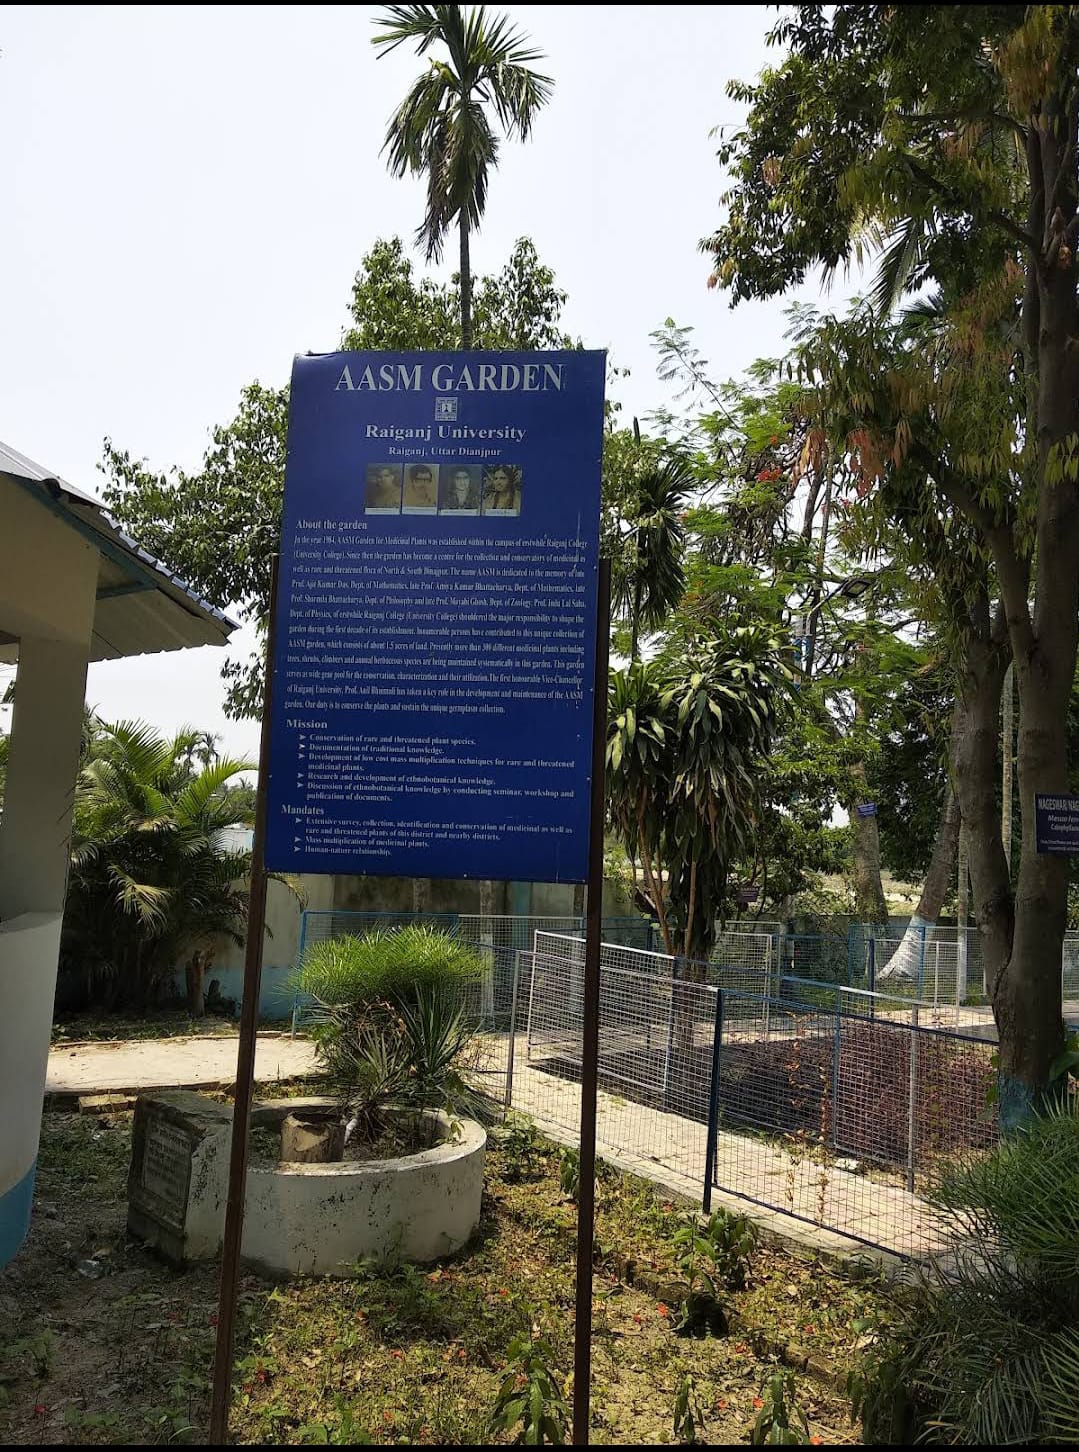 AASM GARDEN
Raiganj University
Raiganj, Uttar Dianjpur
About the garden
In the year 1984, AASM Garden for Medicinal Plants was established within the campus of erstwhile Raiganj College
(University College). Since then the garden has become a centre for the collection and conservatory of medicinal as
well as rare and threatened flora of North & South Dinajpur. The name AASM is dedicated to the memory of late
Prof. Ajit Kumar Das, Dept. of Mathematics, late Prof. Amiya Kumar Bhattacharya, Dept. of Mathematics, late
Prof. Sharmila Bhattacharya, Dept. of Philosophy and late Prof. Mayabi Ghosh, Dept. of Zoology. Prof. Indu Lal Saha,
Dept. of Physics, of erstwhile Raiganj College (University College) shouldered the major responsibility to shape the
garden during the first decade of its establishment. Innumerable persons have contributed to this unique collection of
AASM garden, which consists of about 1.5 acres of land. Presently more than 300 different medicinal plants including
trees, shrubs, climbers and annual herbaceous species are being maintained systematically in this garden. This garden
serves as wide gene pool for the conservation, characterization and their utilization. The first honourable Vice-Chancellor
of Raiganj University, Prof. Anil Bhuimali has taken a key role in the development and maintenance of the AASM
garden. Our duty is to conserve the plants and sustain the unique germplasm collection.
Mission
➤ Conservation of rare and threatened plant species.
➤ Documentation of traditional knowledge.
➤ Development of low cost mass multiplication techniques for rare and threatened
medicinal plants.
➤ Research and development of ethnobotanical knowledge.
➤ Discussion of ethnobotanical knowledge by conducting seminar, workshop and
publication of documents.
Mandates
➤ Extensive survey, collection, identification and conservation of medicinal as well as
rare and threatened plants of this district and nearby districts.
➤ Mass multiplication of medicinal plants.
➤ Human-nature relationship.
NAGESWAR/ NAG